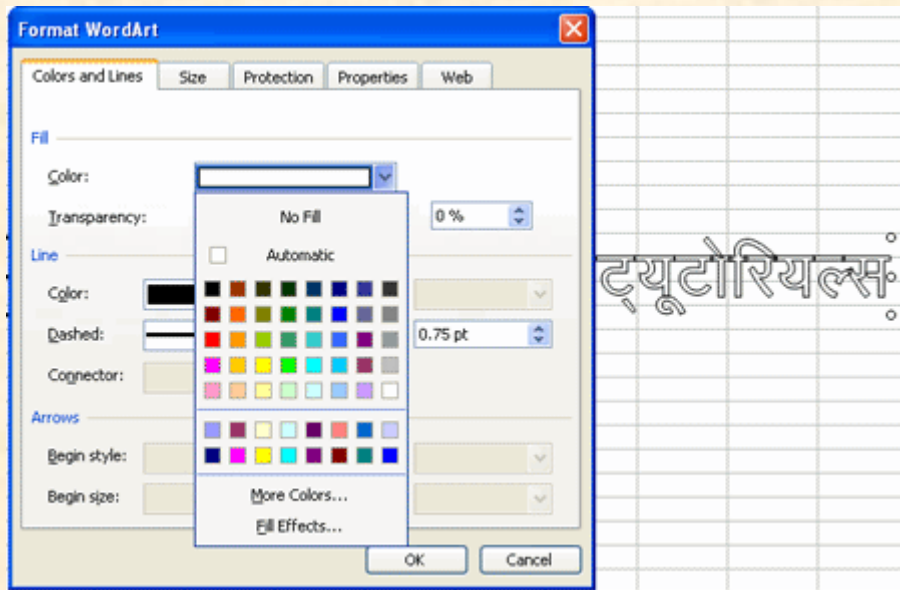 Format WordArt
Colors and Lines Size Protection Properties Web
Fill
Color:
No Fill
Transparency: 0 %
Automatic
Line
Color:
Dashed: 0.75 pt
Connector:
Arrows
Begin style:
Begin size:
More Colors...
Fill Effects...
OK Cancel
ट्यूटोरियल्स